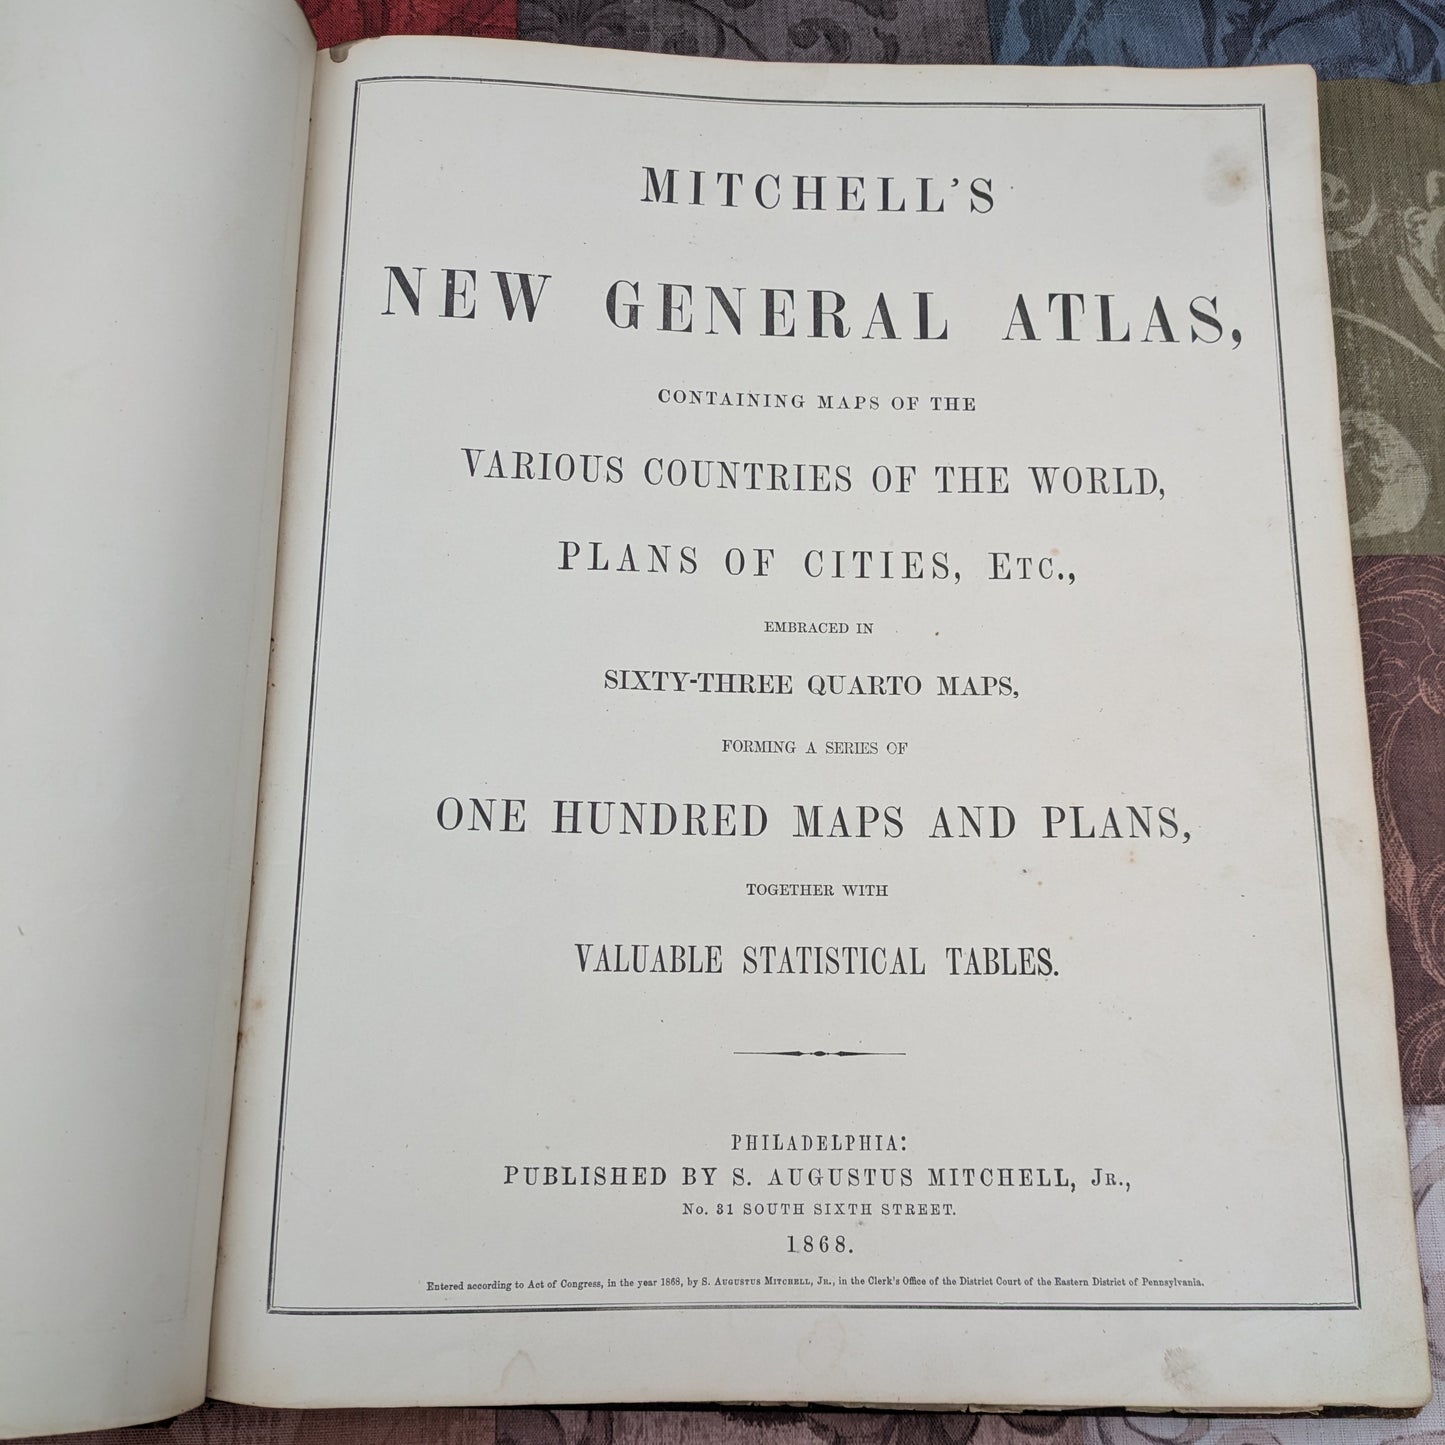 MITCHELL'S
NEW GENERAL ATLAS,
CONTAINING MAPS OF THE
VARIOUS COUNTRIES OF THE WORLD,
PLANS OF CITIES, ETC.,
EMBRACED IN
SIXTY-THREE QUARTO MAPS,
FORMING A SERIES OF
ONE HUNDRED MAPS AND PLANS,
TOGETHER WITH
VALUABLE STATISTICAL TABLES.
PHILADELPHIA:
PUBLISHED BY S. AUGUSTUS MITCHELL, JR.,
No. 31 SOUTH SIXTH STREET.
1868.
Entered according to Act of Congress, in the year 1868, by S. AUGUSTUS MITCHELL, JR., in the Clerk's Office of the District Court of the Eastern District of Pennsylvania.